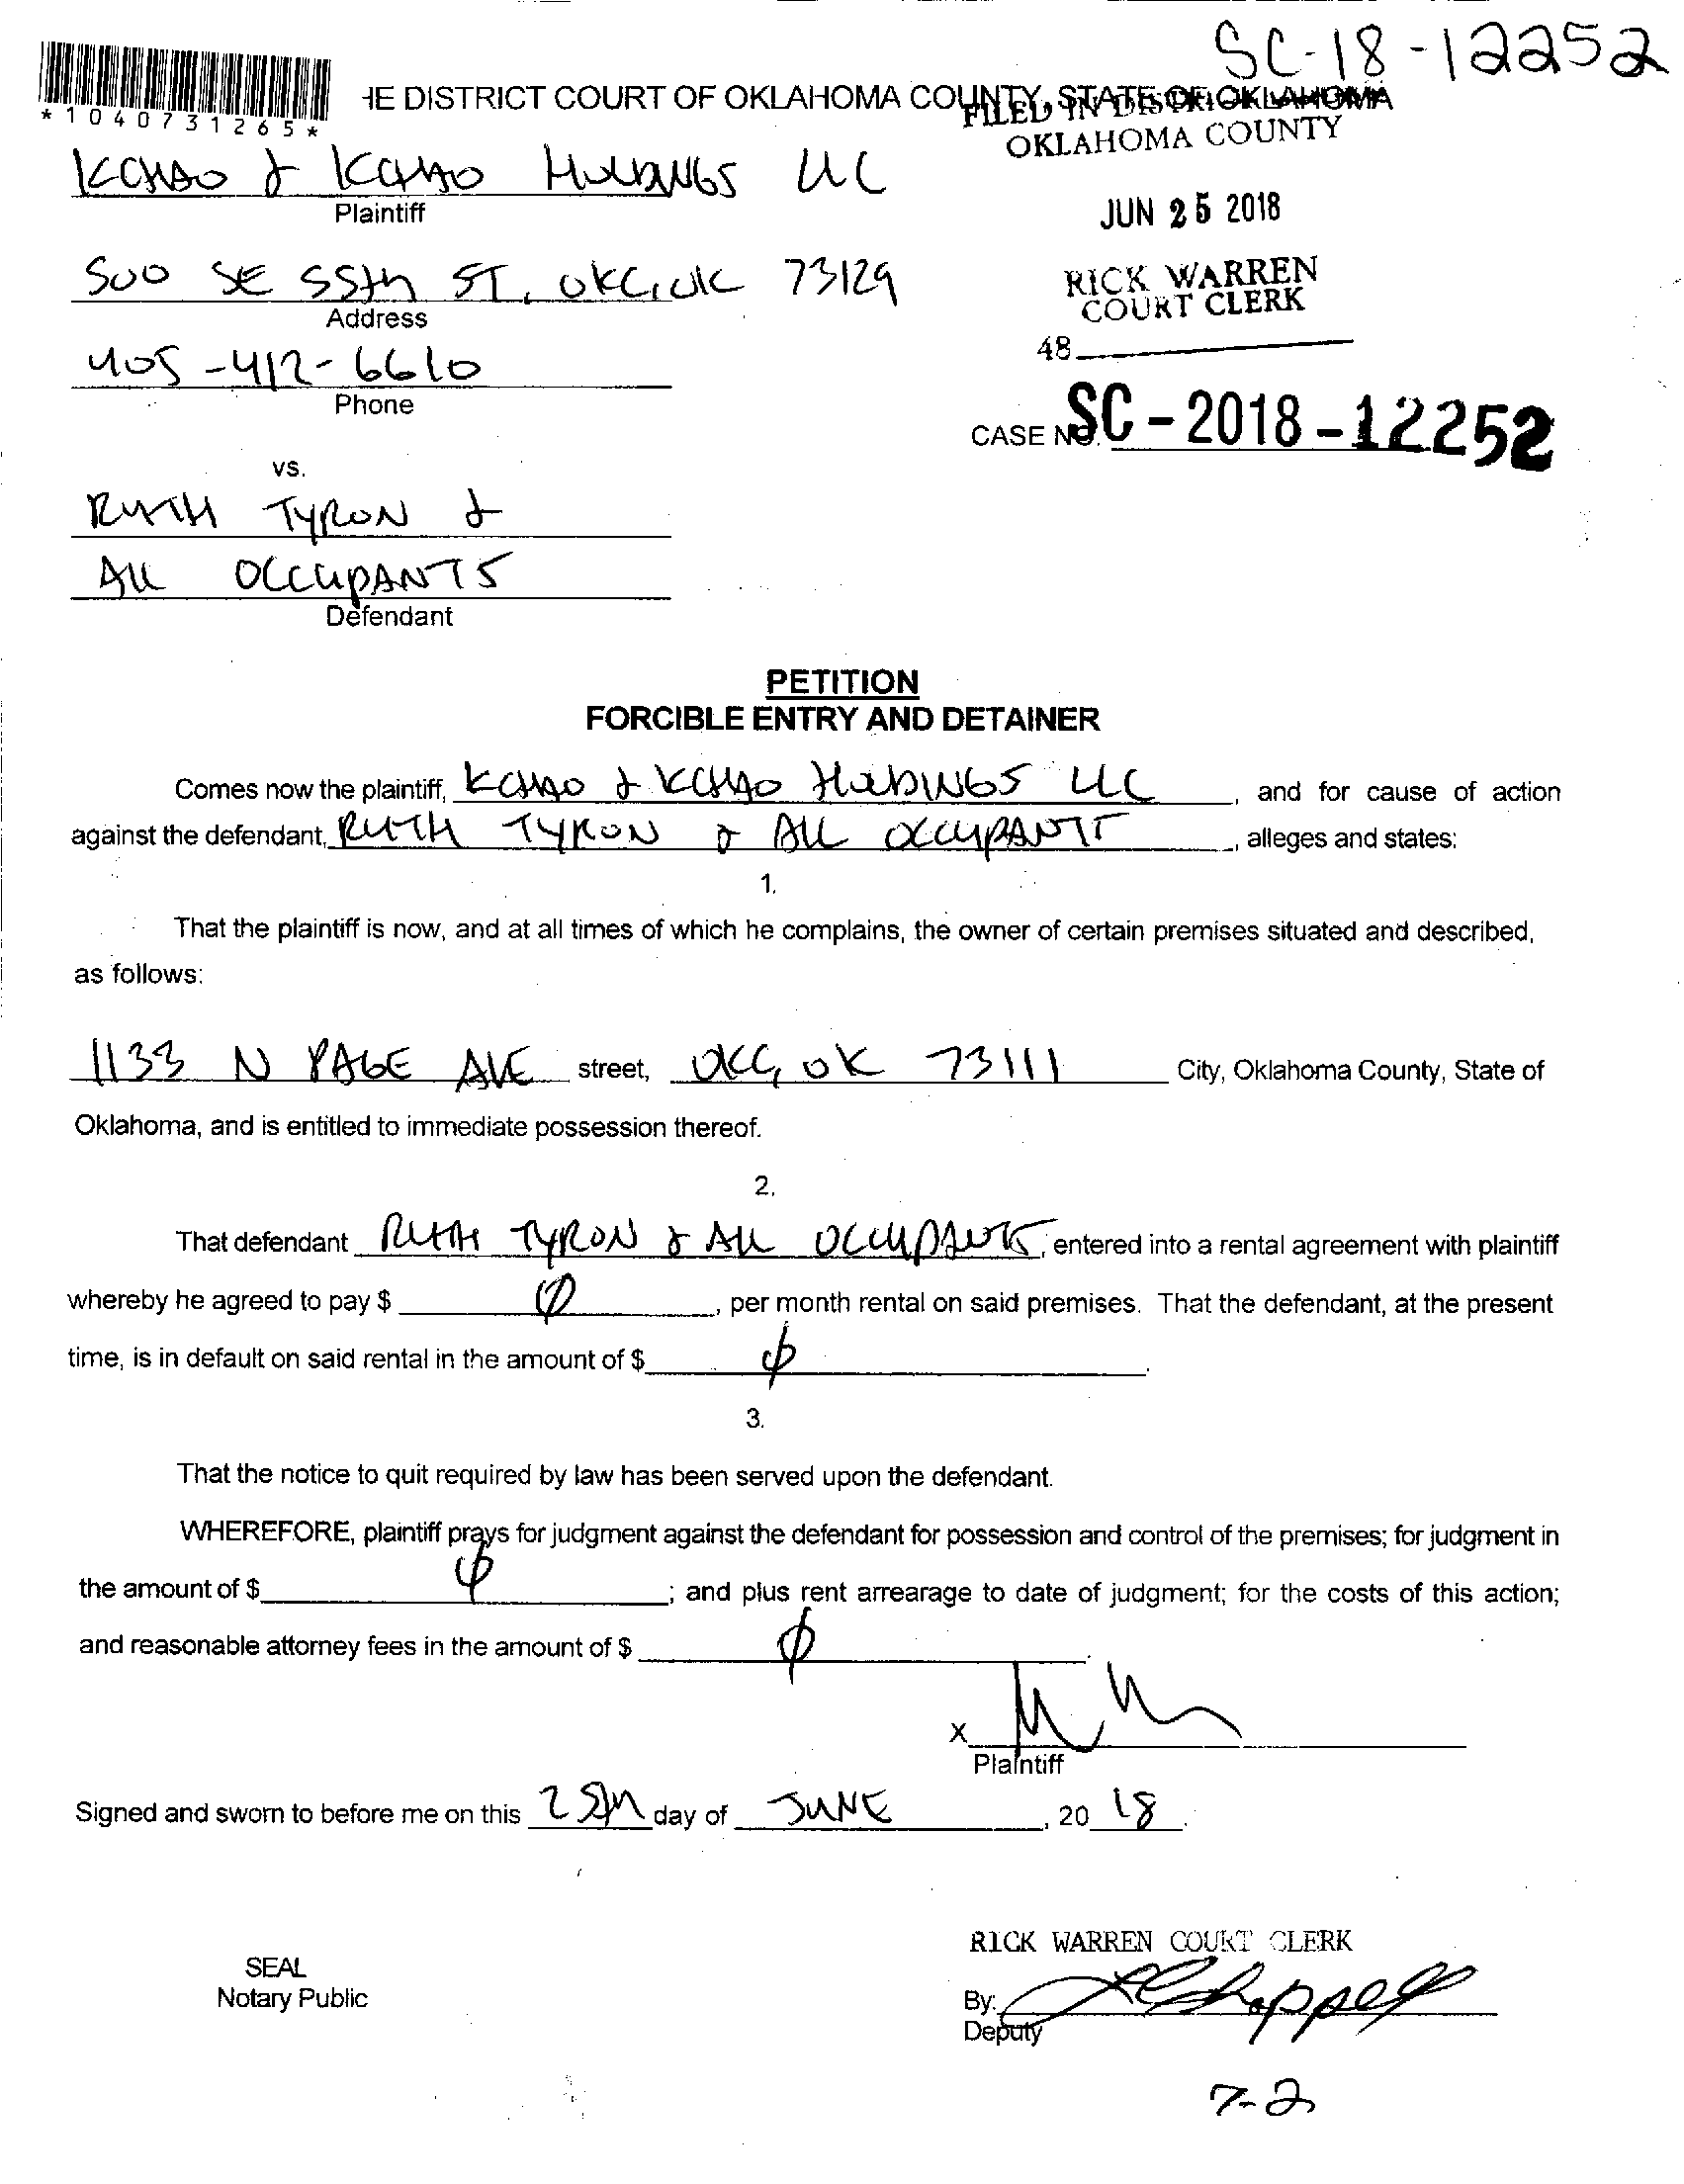 SC-18-12252
*1040731265*
HE DISTRICT COURT OF OKLAHOMA COUNTY, STATE OF OKLAHOMA
FILED IN DISTRICT
OKLAHOMA COUNTY
KCHAO & KCHAO HOLDINGS LLC
Plaintiff
JUN 25 2018
500 SE 55th ST, OKC, OK 73129
Address
RICK WARREN
COURT CLERK
48
405-412-6610
Phone
CASE NO. SC-2018-12252
vs.
RUTH TYRON &
ALL OCCUPANTS
Defendant
PETITION
FORCIBLE ENTRY AND DETAINER
Comes now the plaintiff, KCHAO & KCHAO HOLDINGS LLC, and for cause of action
against the defendant, RUTH TYRON & ALL OCCUPANTS, alleges and states:
1.
That the plaintiff is now, and at all times of which he complains, the owner of certain premises situated and described,
as follows:
1133 N PAGE AVE street, OKC, OK 73111 City, Oklahoma County, State of
Oklahoma, and is entitled to immediate possession thereof.
2.
That defendant RUTH TYRON & ALL OCCUPANTS, entered into a rental agreement with plaintiff
whereby he agreed to pay $ Ø, per month rental on said premises. That the defendant, at the present
time, is in default on said rental in the amount of $ Ø.
3.
That the notice to quit required by law has been served upon the defendant.
WHEREFORE, plaintiff prays for judgment against the defendant for possession and control of the premises; for judgment in
the amount of $ Ø; and plus rent arrearage to date of judgment; for the costs of this action;
and reasonable attorney fees in the amount of $ Ø.
X
Plaintiff
Signed and sworn to before me on this 25th day of JUNE, 20 18.
RICK WARREN COURT CLERK
SEAL
Notary Public
By:
Deputy
7-2